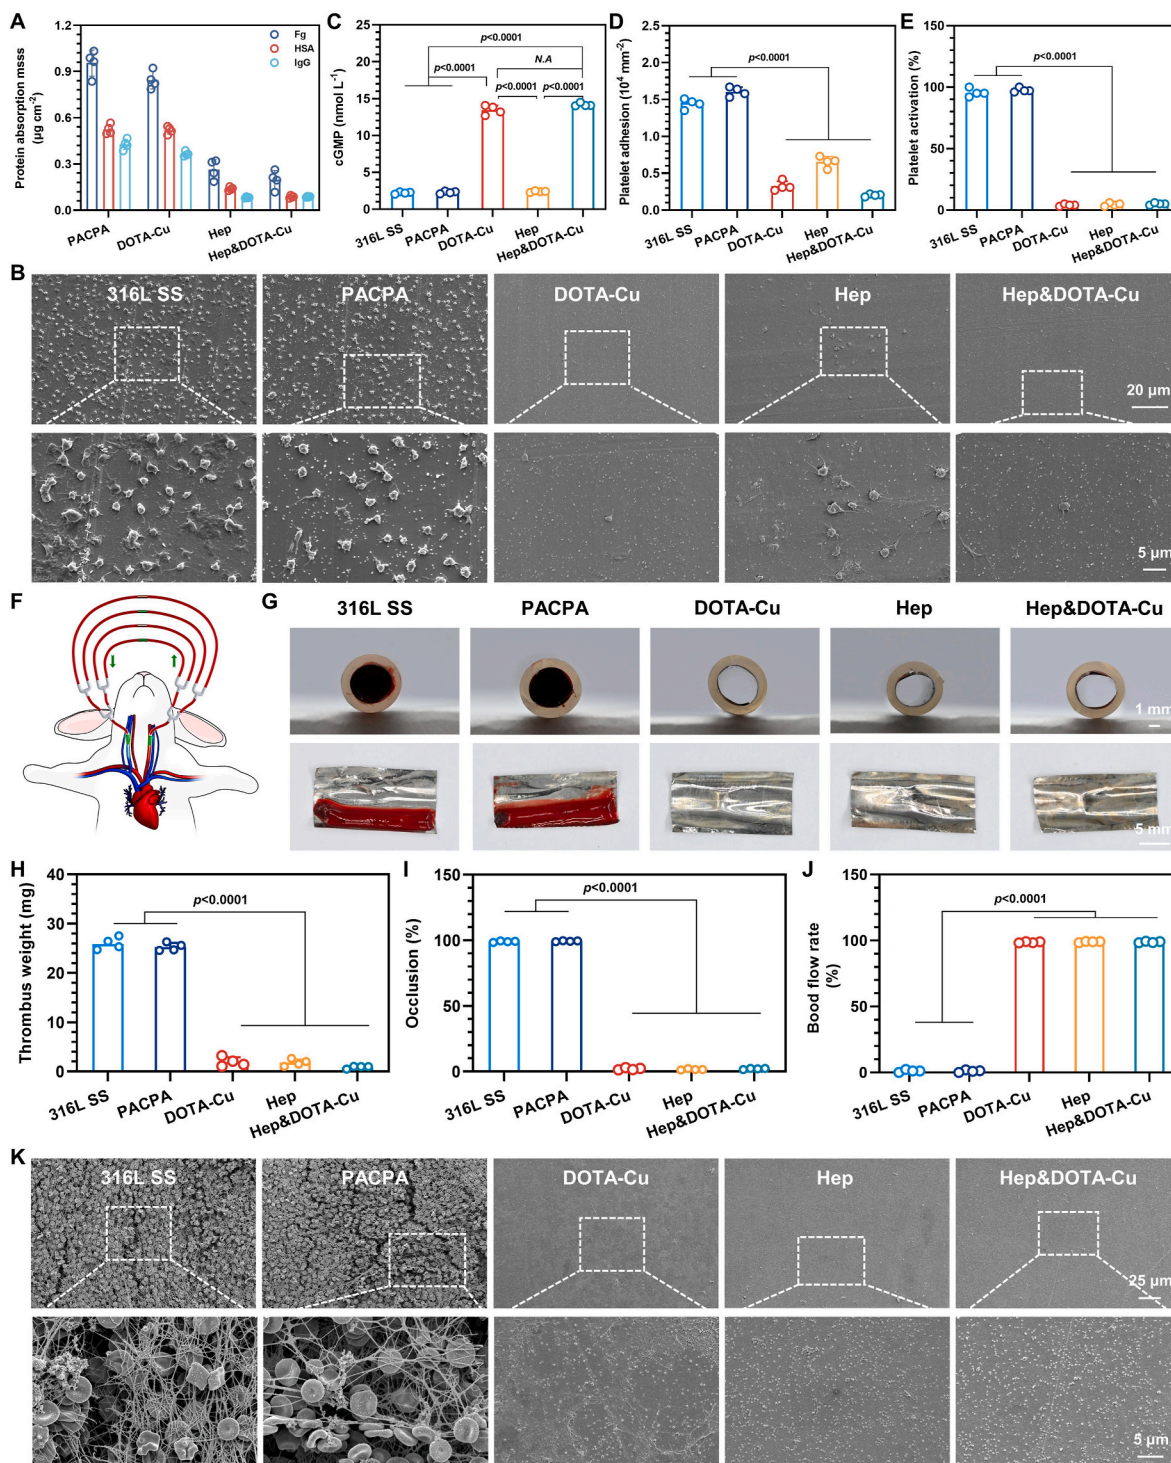 A
Protein absorption msss
(µg cm⁻²)
1.2
0.9
0.6
0.3
0.0
Fg
HSA
IgG
PACPA
DOTA-Cu
Hep
Hep&DOTA-Cu
C
cGMP (nmol L⁻¹)
25
20
15
10
5
0
p<0.0001
p<0.0001
N.A
p<0.0001
p<0.0001
316L SS
PACPA
DOTA-Cu
Hep
Hep&DOTA-Cu
D
Platelet adhesion (10⁴ mm⁻²)
2.5
2.0
1.5
1.0
0.5
0.0
p<0.0001
316L SS
PACPA
DOTA-Cu
Hep
Hep&DOTA-Cu
E
Platelet activation (%)
150
100
50
0
p<0.0001
316L SS
PACPA
DOTA-Cu
Hep
Hep&DOTA-Cu
B
316L SS
PACPA
DOTA-Cu
Hep
Hep&DOTA-Cu
20 µm
5 µm
F
G
316L SS
PACPA
DOTA-Cu
Hep
Hep&DOTA-Cu
1 mm
5 mm
H
Thrombus weight (mg)
40
30
20
10
0
p<0.0001
316L SS
PACPA
DOTA-Cu
Hep
Hep&DOTA-Cu
I
Occlusion (%)
150
100
50
0
p<0.0001
316L SS
PACPA
DOTA-Cu
Hep
Hep&DOTA-Cu
J
Bood flow rate
(%)
150
100
50
0
p<0.0001
316L SS
PACPA
DOTA-Cu
Hep
Hep&DOTA-Cu
K
316L SS
PACPA
DOTA-Cu
Hep
Hep&DOTA-Cu
25 µm
5 µm